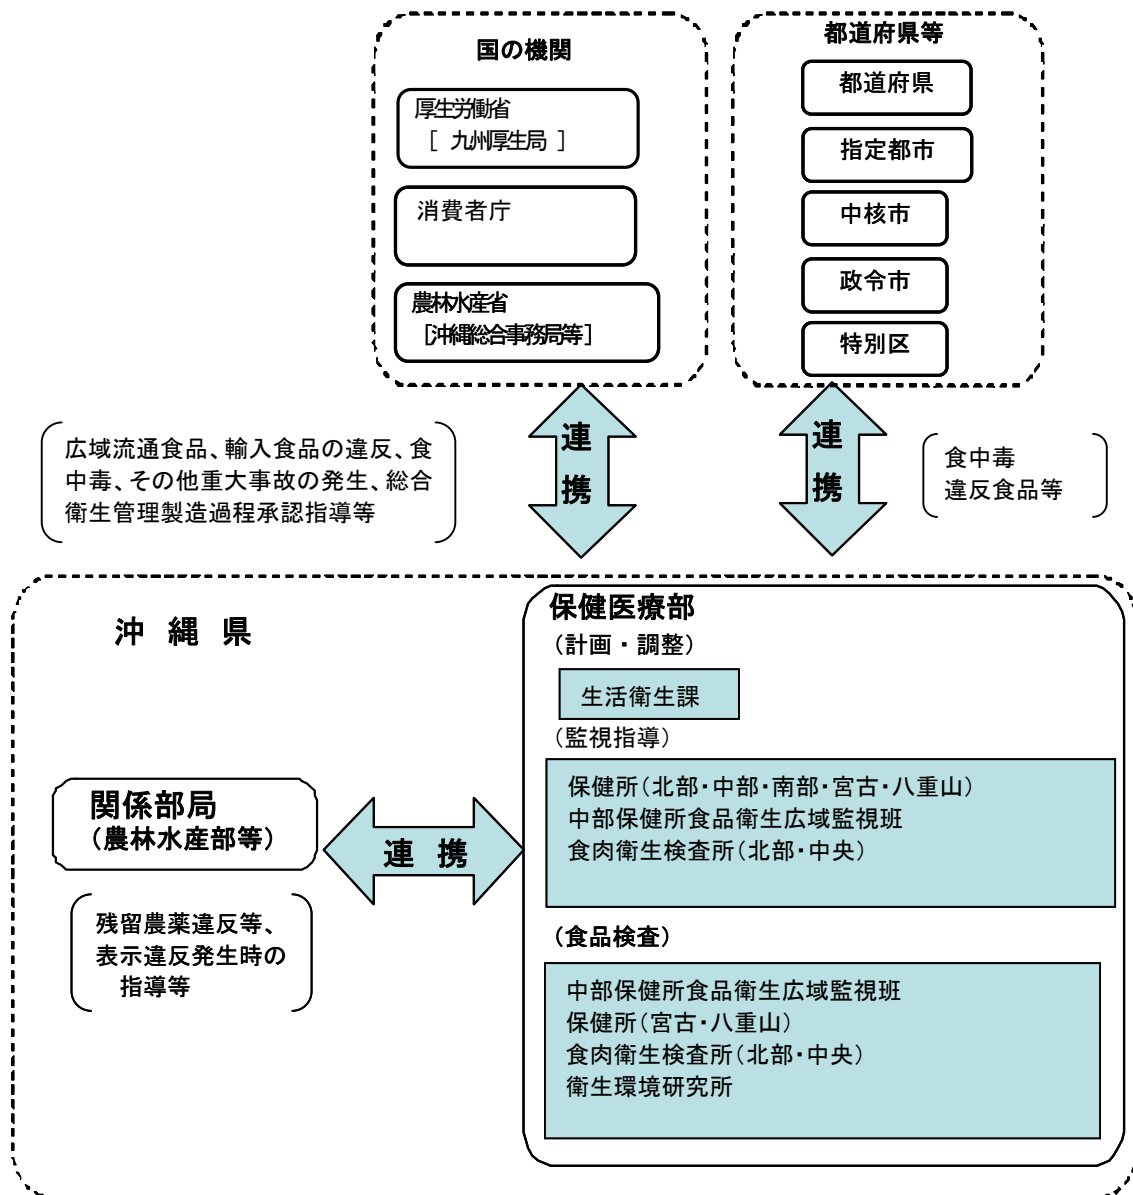 国の機関
厚生労働省
[ 九州厚生局 ]
消費者庁
農林水産省
[沖縄総合事務局等]
都道府県等
都道府県
指定都市
中核市
政令市
特別区
連
携
連
携
広域流通食品、輸入食品の違反、食
中毒、その他重大事故の発生、総合
衛生管理製造過程承認指導等
食中毒
違反食品等
沖 縄 県
関係部局
(農林水産部等)
連 携
残留農薬違反等、
表示違反発生時の
指導等
保健医療部
(計画・調整)
生活衛生課
(監視指導)
保健所(北部・中部・南部・宮古・八重山)
中部保健所食品衛生広域監視班
食肉衛生検査所(北部・中央)
(食品検査)
中部保健所食品衛生広域監視班
保健所(宮古・八重山)
食肉衛生検査所(北部・中央)
衛生環境研究所